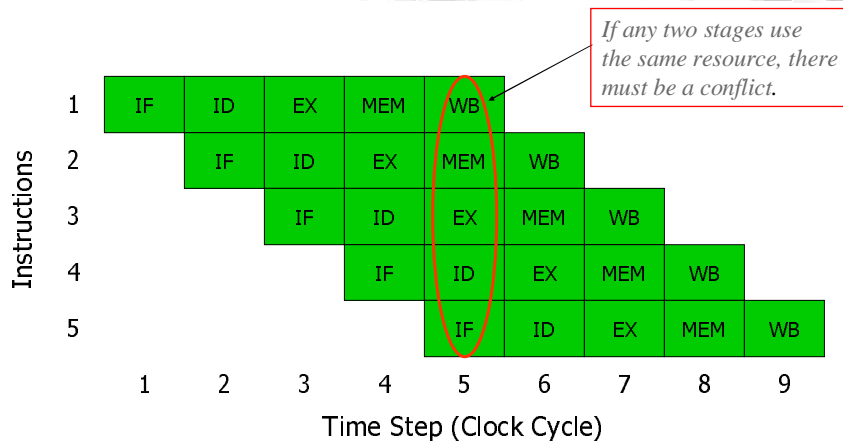 If any two stages use
the same resource, there
must be a conflict.
1 IF ID EX MEM WB
2 IF ID EX MEM WB
3 IF ID EX MEM WB
4 IF ID EX MEM WB
5 IF ID EX MEM WB
Instructions
1 2 3 4 5 6 7 8 9
Time Step (Clock Cycle)